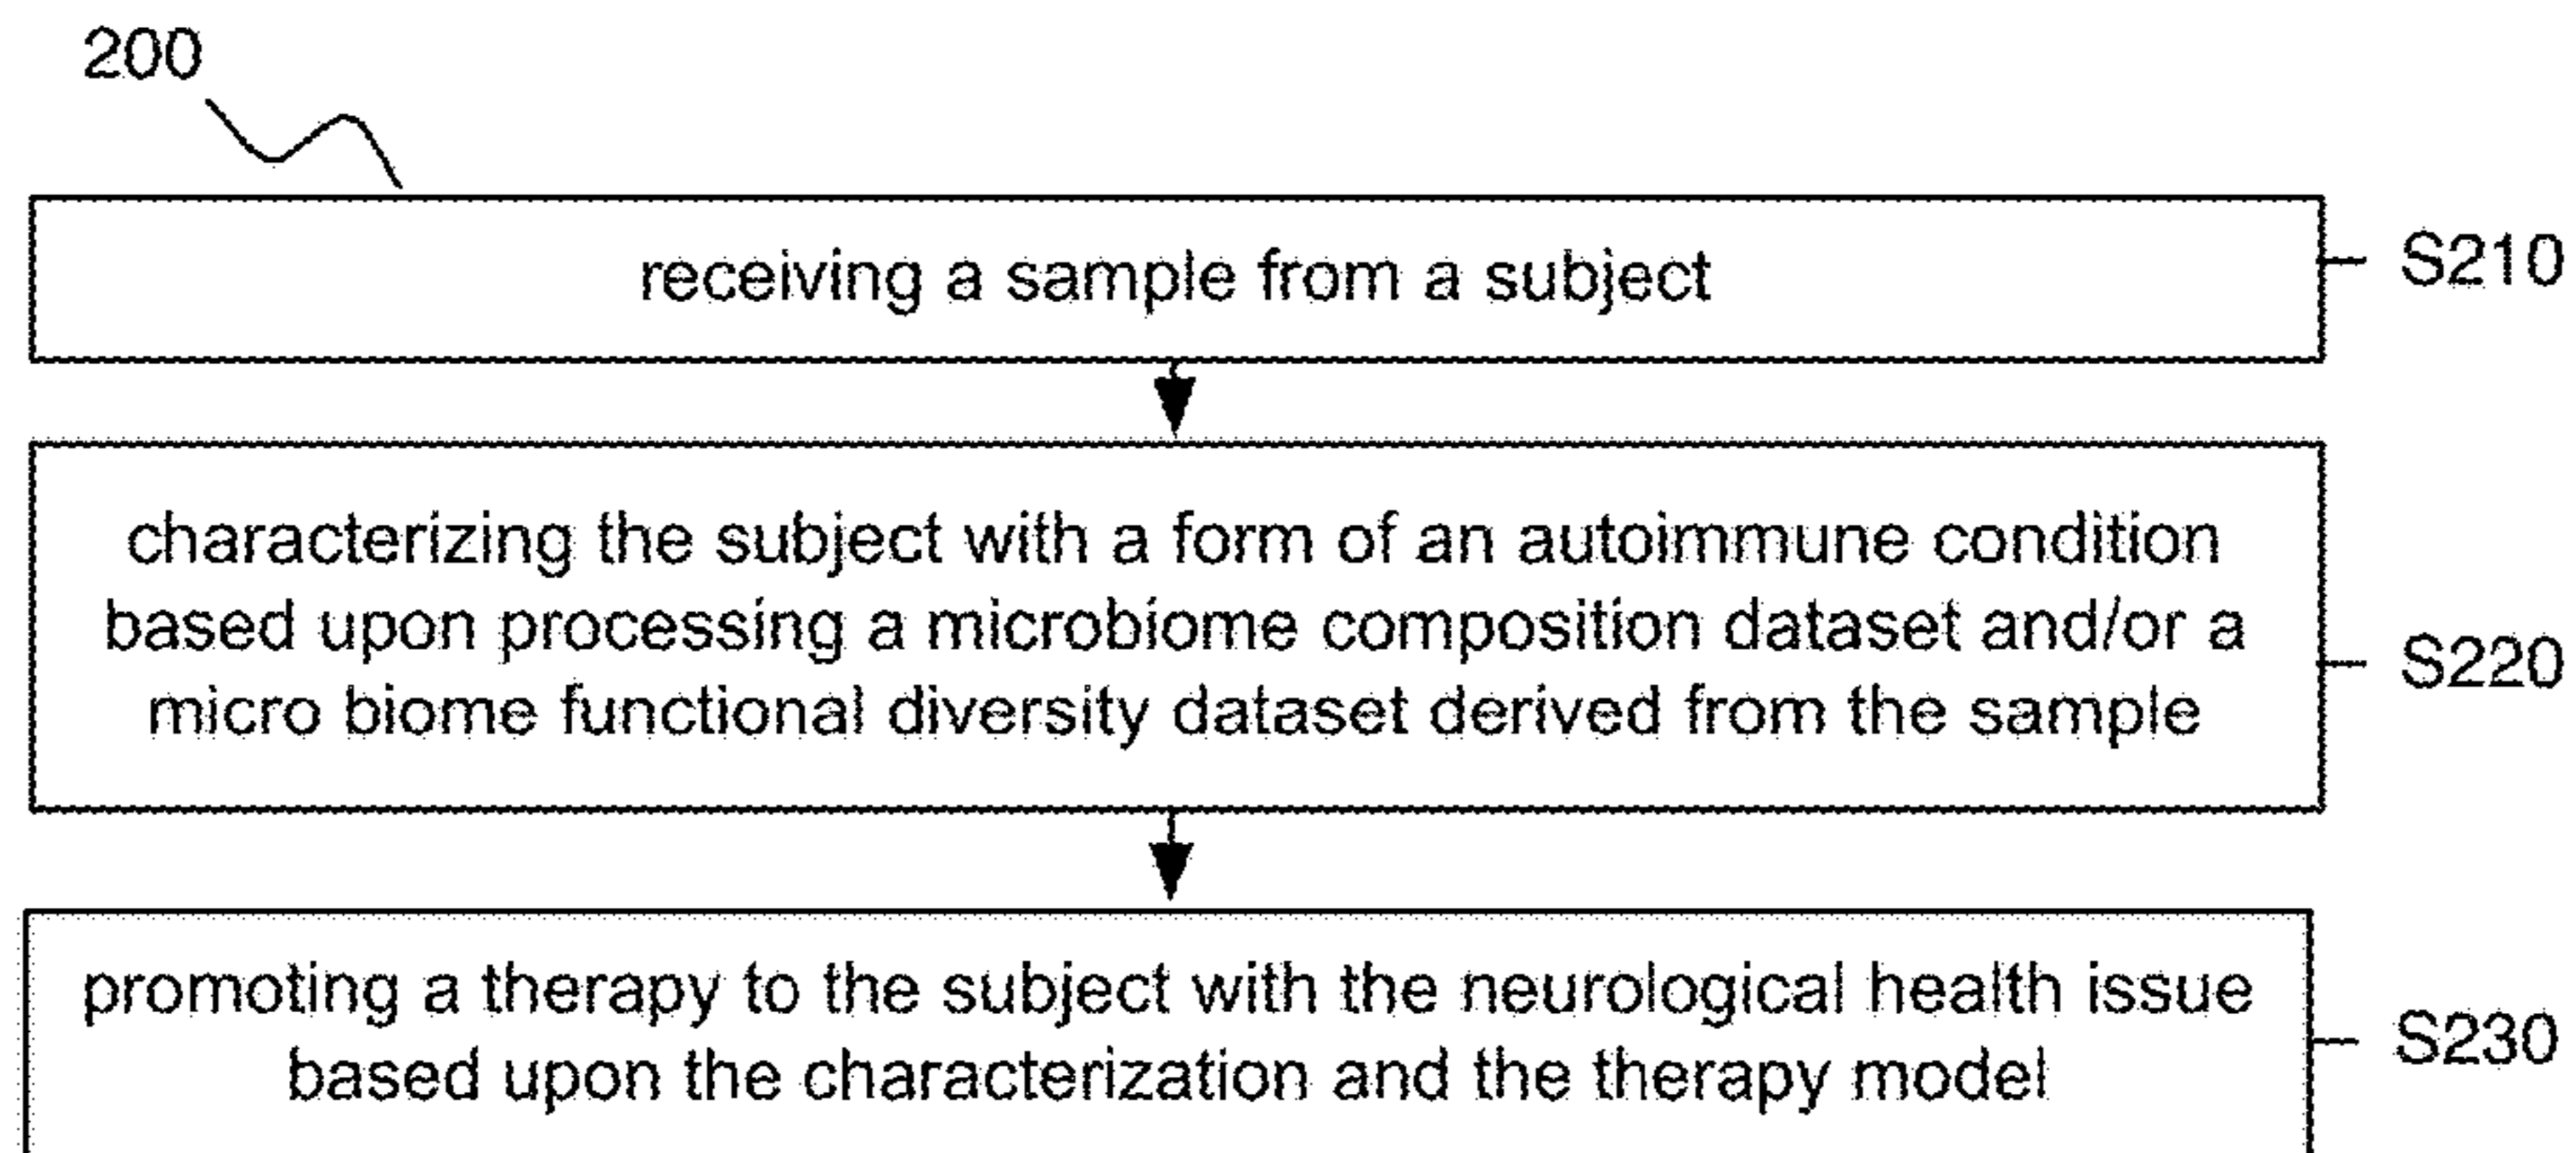 200
receiving a sample from a subject
S210
characterizing the subject with a form of an autoimmune condition
based upon processing a microbiome composition dataset and/or a
micro biome functional diversity dataset derived from the sample
S220
promoting a therapy to the subject with the neurological health issue
based upon the characterization and the therapy model
S230